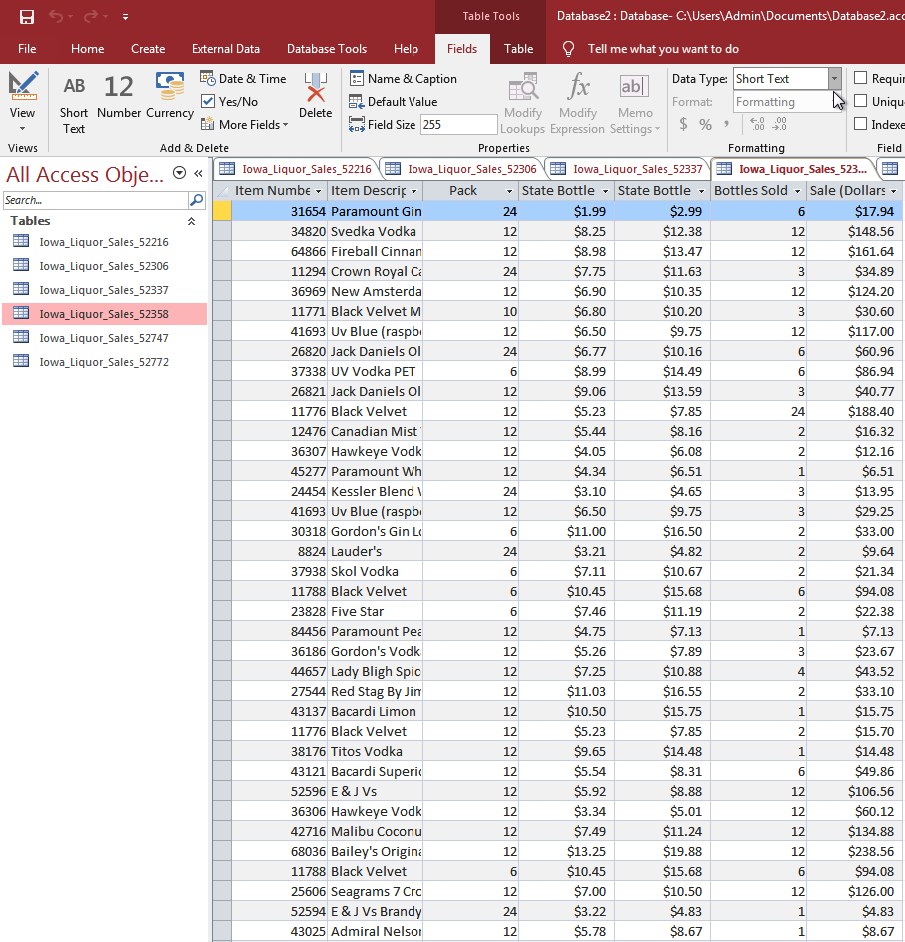 Table Tools
Database2 : Database- C:\Users\Admin\Documents\Database2.acc
File Home Create External Data Database Tools Help Fields Table Tell me what you want to do
View
Views
AB
Short Text
12
Number
Currency
Date & Time
Yes/No
More Fields
Delete
Add & Delete
Name & Caption
Default Value
Field Size 255
Modify Lookups
fx
Modify Expression
ab
Memo Settings
Properties
Data Type: Short Text
Format: Formatting
$ % , ←.0 .00 .00 →.0
Formatting
Requir
Unique
Indexe
Field
All Access Obje... «
Search...
Tables
Iowa_Liquor_Sales_52216
Iowa_Liquor_Sales_52306
Iowa_Liquor_Sales_52337
Iowa_Liquor_Sales_52358
Iowa_Liquor_Sales_52747
Iowa_Liquor_Sales_52772
Iowa_Liquor_Sales_52216 Iowa_Liquor_Sales_52306 Iowa_Liquor_Sales_52337 Iowa_Liquor_Sales_523...
Item Numbe Item Descrip Pack State Bottle State Bottle Bottles Sold Sale (Dollars
31654 Paramount Gin 24 $1.99 $2.99 6 $17.94
34820 Svedka Vodka 12 $8.25 $12.38 12 $148.56
64866 Fireball Cinnan 12 $8.98 $13.47 12 $161.64
11294 Crown Royal Ca 24 $7.75 $11.63 3 $34.89
36969 New Amsterda 12 $6.90 $10.35 12 $124.20
11771 Black Velvet M 10 $6.80 $10.20 3 $30.60
41693 Uv Blue (raspbe 12 $6.50 $9.75 12 $117.00
26820 Jack Daniels Ol 24 $6.77 $10.16 6 $60.96
37338 UV Vodka PET 6 $8.99 $14.49 6 $86.94
26821 Jack Daniels Ol 12 $9.06 $13.59 3 $40.77
11776 Black Velvet 12 $5.23 $7.85 24 $188.40
12476 Canadian Mist 12 $5.44 $8.16 2 $16.32
36307 Hawkeye Vodk 12 $4.05 $6.08 2 $12.16
45277 Paramount Wh 12 $4.34 $6.51 1 $6.51
24454 Kessler Blend W 24 $3.10 $4.65 3 $13.95
41693 Uv Blue (raspbe 12 $6.50 $9.75 3 $29.25
30318 Gordon's Gin Lo 6 $11.00 $16.50 2 $33.00
8824 Lauder's 24 $3.21 $4.82 2 $9.64
37938 Skol Vodka 6 $7.11 $10.67 2 $21.34
11788 Black Velvet 6 $10.45 $15.68 6 $94.08
23828 Five Star 6 $7.46 $11.19 2 $22.38
84456 Paramount Pea 12 $4.75 $7.13 1 $7.13
36186 Gordon's Vodka 12 $5.26 $7.89 3 $23.67
44657 Lady Bligh Spic 12 $7.25 $10.88 4 $43.52
27544 Red Stag By Jim 12 $11.03 $16.55 2 $33.10
43137 Bacardi Limon 12 $10.50 $15.75 1 $15.75
11776 Black Velvet 12 $5.23 $7.85 2 $15.70
38176 Titos Vodka 12 $9.65 $14.48 1 $14.48
43121 Bacardi Superio 12 $5.54 $8.31 6 $49.86
52596 E & J Vs 12 $5.92 $8.88 12 $106.56
36306 Hawkeye Vodk 12 $3.34 $5.01 12 $60.12
42716 Malibu Coconu 12 $7.49 $11.24 12 $134.88
68036 Bailey's Origina 12 $13.25 $19.88 12 $238.56
11788 Black Velvet 6 $10.45 $15.68 6 $94.08
25606 Seagrams 7 Cro 12 $7.00 $10.50 12 $126.00
52594 E & J Vs Brandy 24 $3.22 $4.83 1 $4.83
43025 Admiral Nelson 12 $5.78 $8.67 1 $8.67